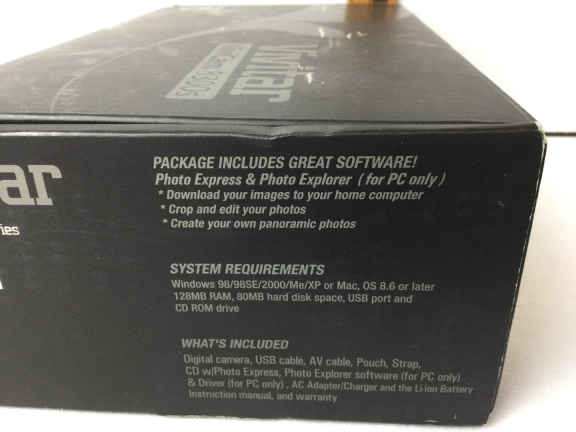 ar
ies
PACKAGE INCLUDES GREAT SOFTWARE!
Photo Express & Photo Explorer ( for PC only )
* Download your images to your home computer
* Crop and edit your photos
* Create your own panoramic photos
SYSTEM REQUIREMENTS
Windows 98/98SE/2000/Me/XP or Mac, OS 8.6 or later
128MB RAM, 80MB hard disk space, USB port and
CD ROM drive
WHAT'S INCLUDED
Digital camera, USB cable, AV cable, Pouch, Strap,
CD w/Photo Express, Photo Explorer software (for PC only)
& Driver (for PC only) , AC Adapter/Charger and the Li-ion Battery
Instruction manual, and warranty